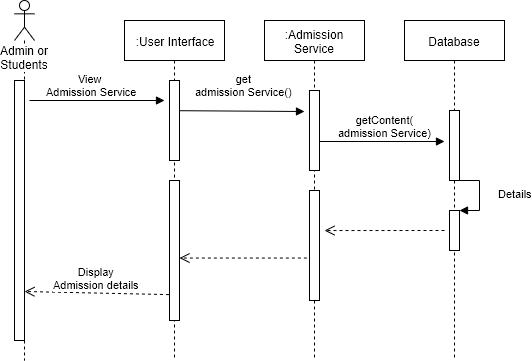 Admin or
Students
:User Interface
:Admission
Service
Database
View
Admission Service
get
admission Service()
getContent(
admission Service)
Details
Display
Admission details